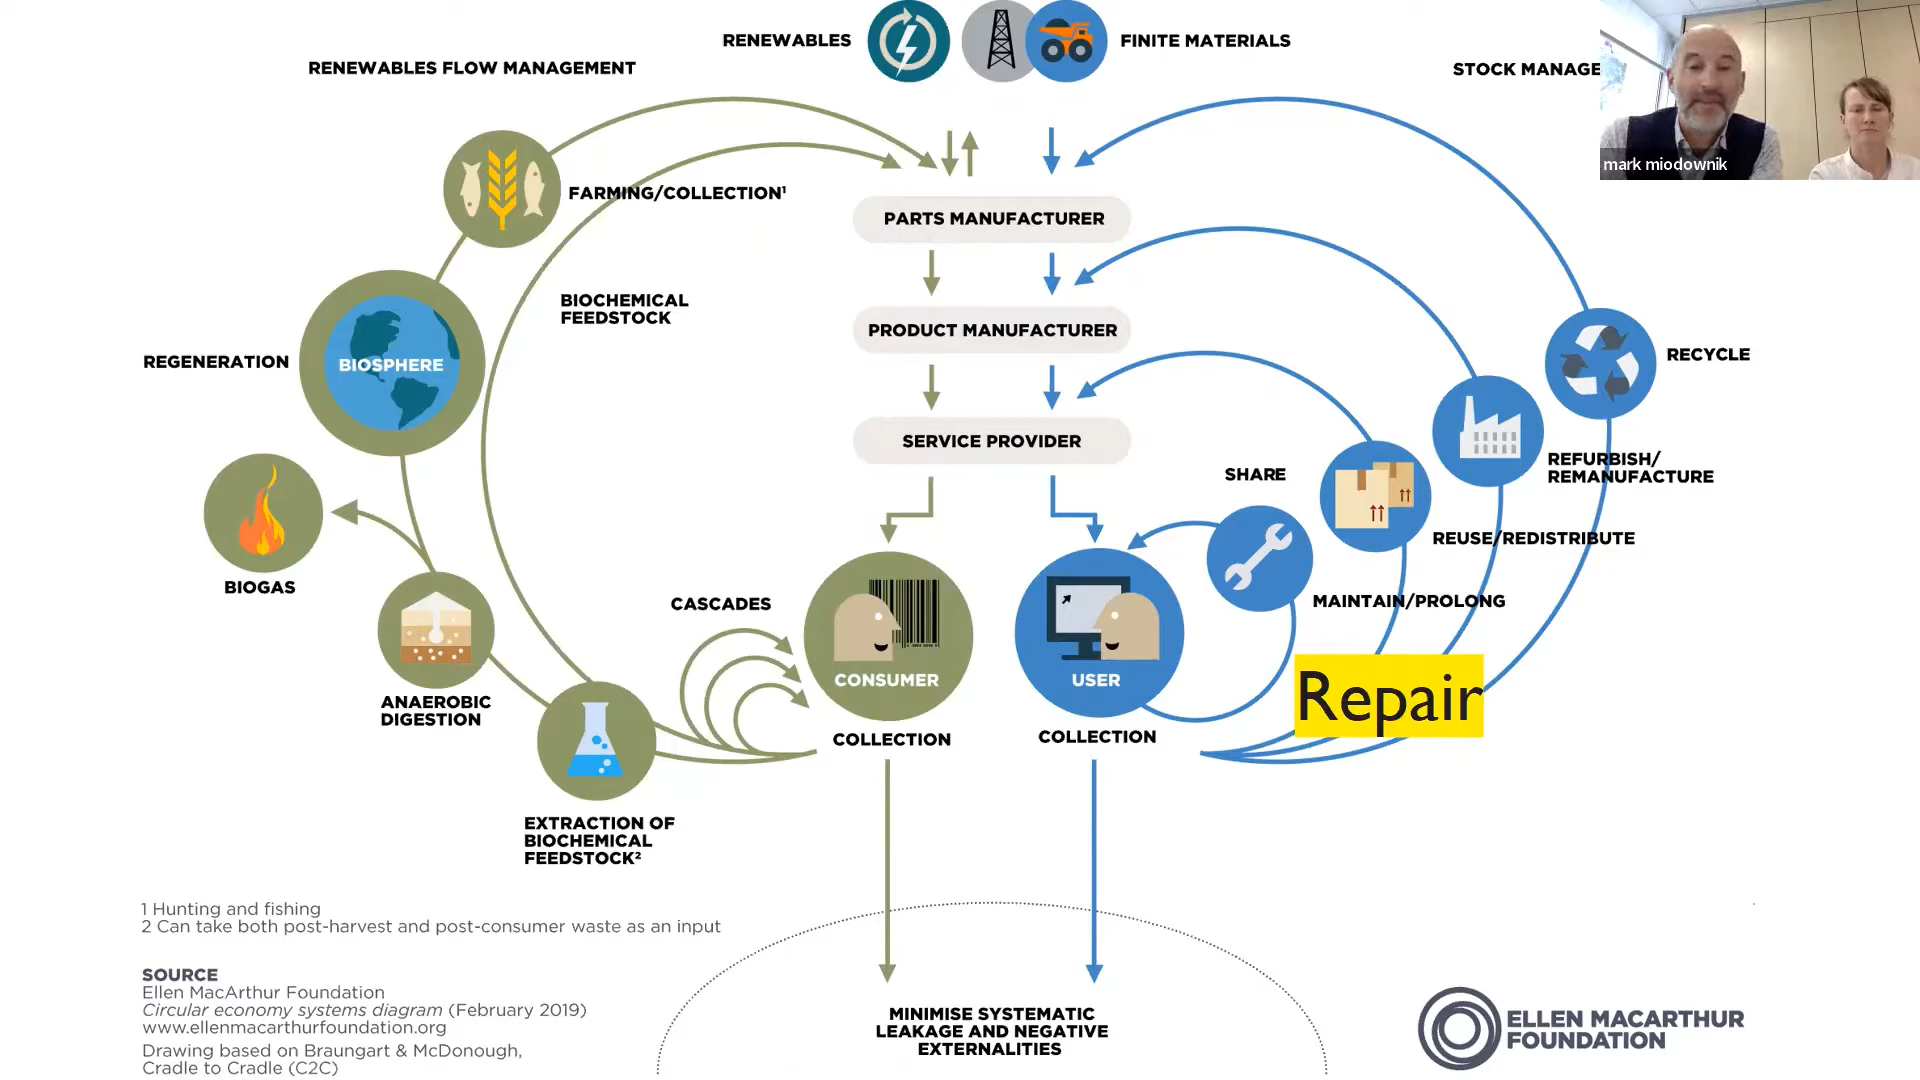 RENEWABLES
FINITE MATERIALS
RENEWABLES FLOW MANAGEMENT
STOCK MANAGE
mark miodownik
FARMING/COLLECTION¹
PARTS MANUFACTURER
BIOCHEMICAL
FEEDSTOCK
PRODUCT MANUFACTURER
REGENERATION
BIOSPHERE
RECYCLE
SERVICE PROVIDER
SHARE
REFURBISH/
REMANUFACTURE
REUSE/REDISTRIBUTE
BIOGAS
CASCADES
MAINTAIN/PROLONG
CONSUMER
USER
Repair
ANAEROBIC
DIGESTION
COLLECTION
COLLECTION
EXTRACTION OF
BIOCHEMICAL
FEEDSTOCK²
1 Hunting and fishing
2 Can take both post-harvest and post-consumer waste as an input
SOURCE
Ellen MacArthur Foundation
Circular economy systems diagram (February 2019)
www.ellenmacarthurfoundation.org
Drawing based on Braungart & McDonough,
Cradle to Cradle (C2C)
MINIMISE SYSTEMATIC
LEAKAGE AND NEGATIVE
EXTERNALITIES
ELLEN MACARTHUR
FOUNDATION